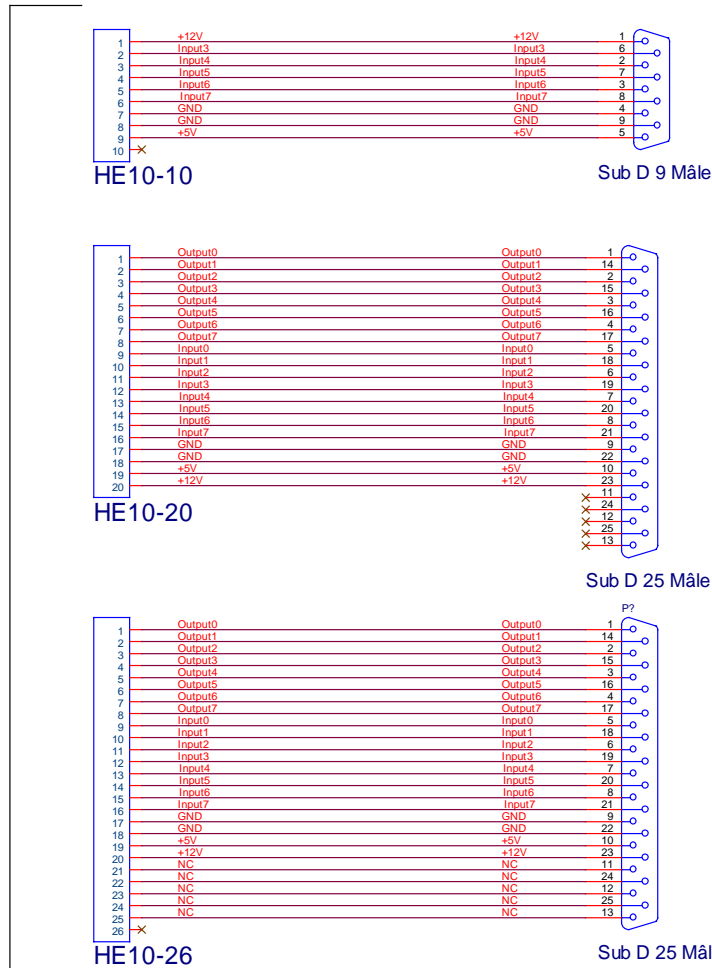 1 +12V +12V 1
2 Input3 Input3 6
3 Input4 Input4 2
4 Input5 Input5 7
5 Input6 Input6 3
6 Input7 Input7 8
7 GND GND 4
8 GND GND 9
9 +5V +5V 5
10
HE10-10 Sub D 9 Mâle
1 Output0 Output0 1
2 Output1 Output1 14
3 Output2 Output2 2
4 Output3 Output3 15
5 Output4 Output4 3
6 Output5 Output5 16
7 Output6 Output6 4
8 Output7 Output7 17
9 Input0 Input0 5
10 Input1 Input1 18
11 Input2 Input2 6
12 Input3 Input3 19
13 Input4 Input4 7
14 Input5 Input5 20
15 Input6 Input6 8
16 Input7 Input7 21
17 GND GND 9
18 GND GND 22
19 +5V +5V 10
20 +12V +12V 23
11
HE10-20 24
12
25
13
Sub D 25 Mâle
P?
1 Output0 Output0 1
2 Output1 Output1 14
3 Output2 Output2 2
4 Output3 Output3 15
5 Output4 Output4 3
6 Output5 Output5 16
7 Output6 Output6 4
8 Output7 Output7 17
9 Input0 Input0 5
10 Input1 Input1 18
11 Input2 Input2 6
12 Input3 Input3 19
13 Input4 Input4 7
14 Input5 Input5 20
15 Input6 Input6 8
16 Input7 Input7 21
17 GND GND 9
18 GND GND 22
19 +5V +5V 10
20 +12V +12V 23
21 NC NC 11
22 NC NC 24
23 NC NC 12
24 NC NC 25
25 NC NC 13
26
HE10-26 Sub D 25 Mâl